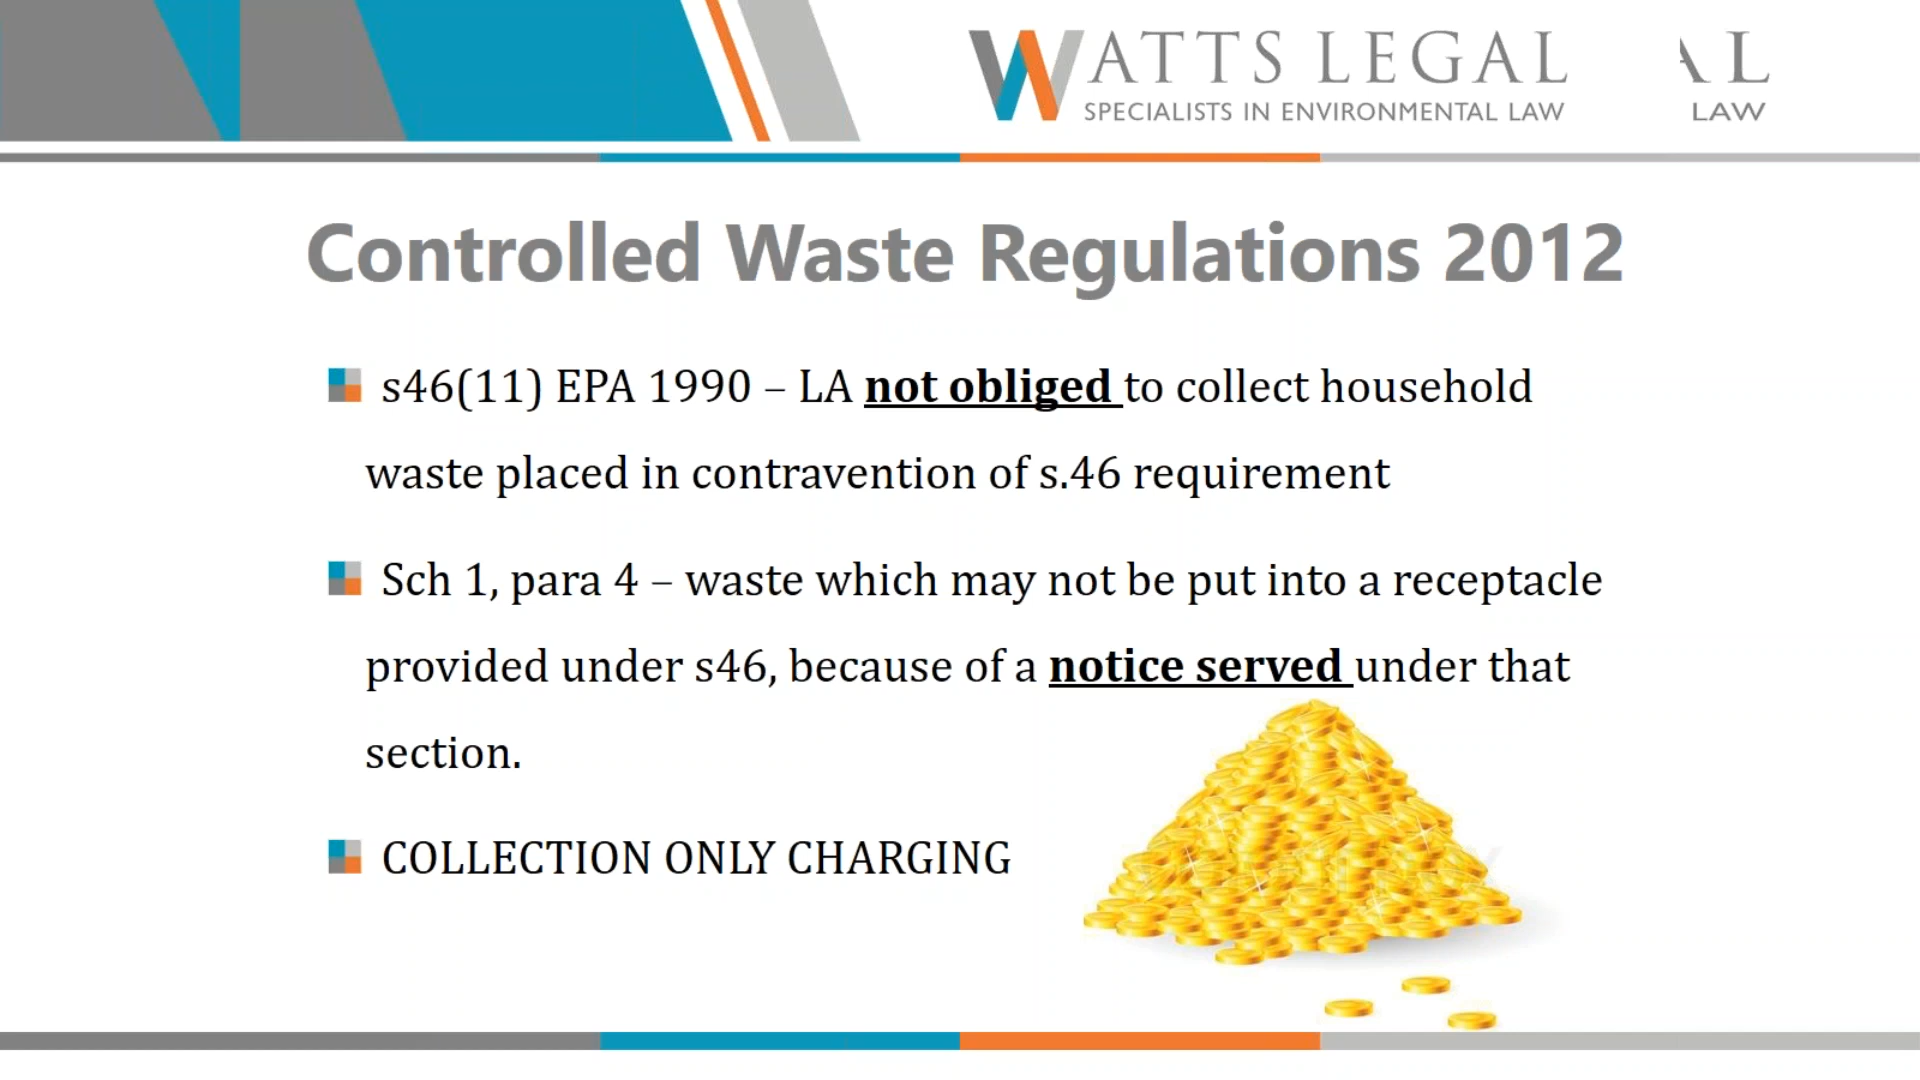 WATTS LEGAL
SPECIALISTS IN ENVIRONMENTAL LAW
L
LAW
Controlled Waste Regulations 2012
s46(11) EPA 1990 – LA not obliged to collect household
waste placed in contravention of s.46 requirement
Sch 1, para 4 – waste which may not be put into a receptacle
provided under s46, because of a notice served under that
section.
COLLECTION ONLY CHARGING